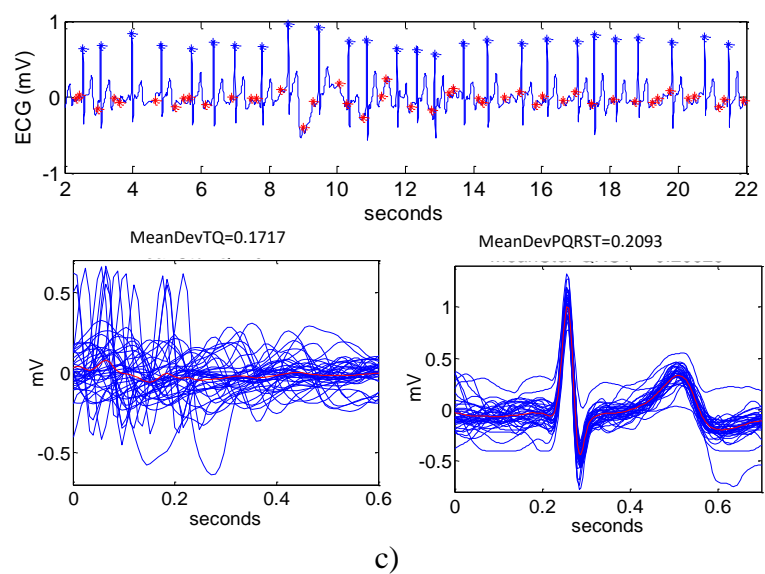 1
0
-1
ECG (mV)
2 4 6 8 10 12 14 16 18 20 22
seconds
MeanDevTQ=0.1717
MeanDevPQRST=0.2093
0.5
0
-0.5
mV
0 0.2 0.4 0.6
seconds
1
0.5
0
-0.5
mV
0 0.2 0.4 0.6
seconds
c)